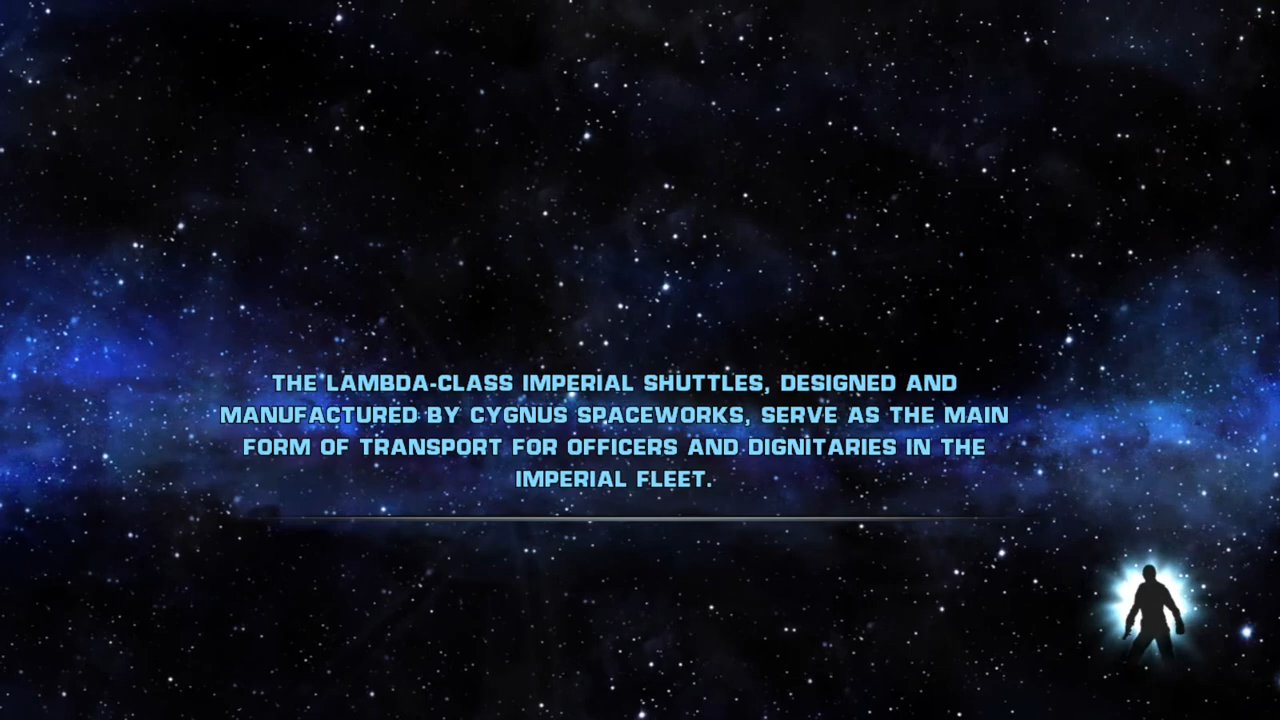 THE LAMBDA-CLASS IMPERIAL SHUTTLES, DESIGNED AND
MANUFACTURED BY CYGNUS SPACEWORKS, SERVE AS THE MAIN
FORM OF TRANSPORT FOR OFFICERS AND DIGNITARIES IN THE
IMPERIAL FLEET.